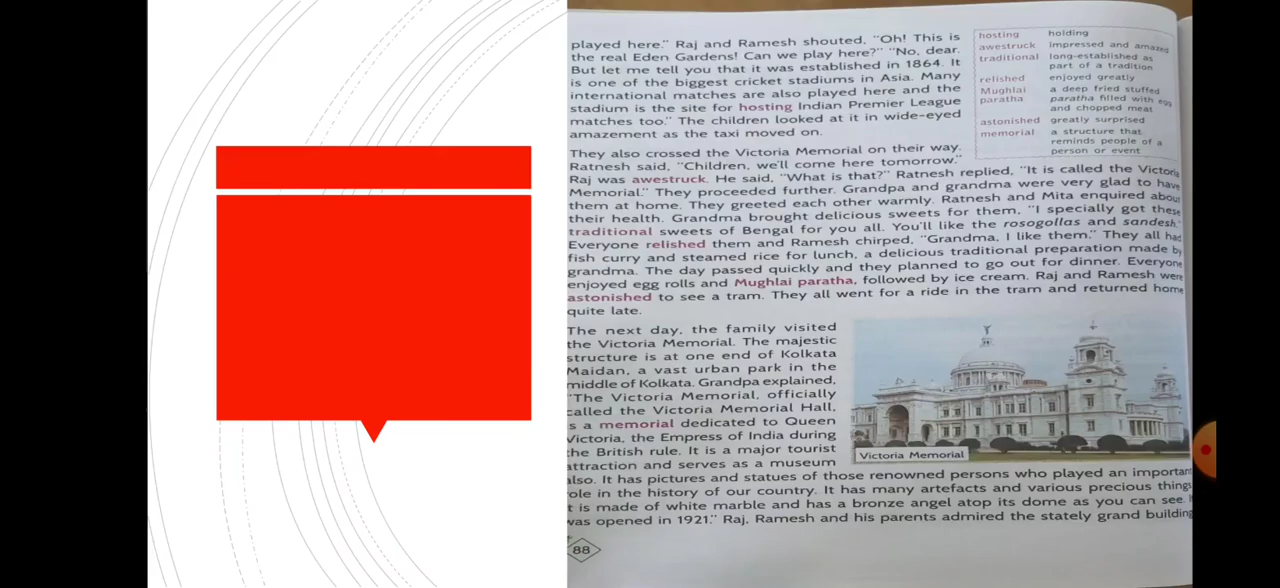 played here." Raj and Ramesh shouted, "Oh! This is
the real Eden Gardens! Can we play here?" "No, dear.
But let me tell you that it was established in 1864. It
is one of the biggest cricket stadiums in Asia. Many
international matches are also played here and the
stadium is the site for hosting Indian Premier League
matches too." The children looked at it in wide-eyed
amazement as the taxi moved on.
hosting holding
awestruck impressed and amazed
traditional long-established as
part of a tradition
relished enjoyed greatly
Mughlai a deep fried stuffed
paratha paratha filled with egg
and chopped meat
astonished greatly surprised
memorial a structure that
reminds people of a
person or event
They also crossed the Victoria Memorial on their way.
Ratnesh said, "Children, we'll come here tomorrow."
Raj was awestruck. He said, "What is that?" Ratnesh replied, "It is called the Victoria
Memorial." They proceeded further. Grandpa and grandma were very glad to have
them at home. They greeted each other warmly. Ratnesh and Mita enquired about
their health. Grandma brought delicious sweets for them, "I specially got these
traditional sweets of Bengal for you all. You'll like the rosogollas and sandesh."
Everyone relished them and Ramesh chirped, "Grandma, I like them." They all had
fish curry and steamed rice for lunch, a delicious traditional preparation made by
grandma. The day passed quickly and they planned to go out for dinner. Everyone
enjoyed egg rolls and Mughlai paratha, followed by ice cream. Raj and Ramesh were
astonished to see a tram. They all went for a ride in the tram and returned home
quite late.
The next day, the family visited
the Victoria Memorial. The majestic
structure is at one end of Kolkata
Maidan, a vast urban park in the
middle of Kolkata. Grandpa explained,
"The Victoria Memorial, officially
called the Victoria Memorial Hall,
is a memorial dedicated to Queen
Victoria, the Empress of India during
the British rule. It is a major tourist
attraction and serves as a museum
also. It has pictures and statues of those renowned persons who played an important
role in the history of our country. It has many artefacts and various precious things.
It is made of white marble and has a bronze angel atop its dome as you can see. It
was opened in 1921." Raj, Ramesh and his parents admired the stately grand building
Victoria Memorial
88